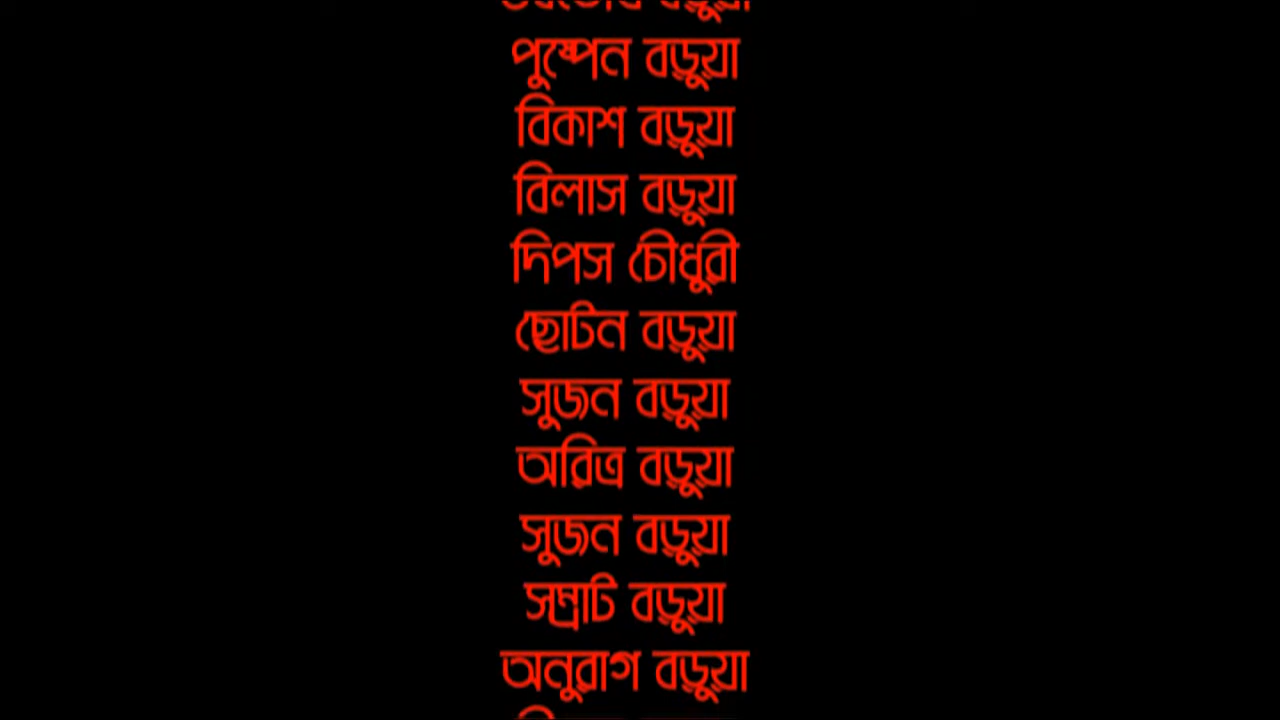 পুষ্পেন বড়ুয়া
বিকাশ বড়ুয়া
বিলাস বড়ুয়া
দিপস চৌধুরী
ছোটন বড়ুয়া
সুজন বড়ুয়া
অরিত্র বড়ুয়া
সুজন বড়ুয়া
সম্রাট বড়ুয়া
অনুরাগ বড়ুয়া